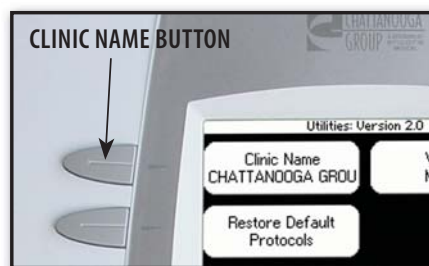 CLINIC NAME BUTTON
CHATTANOOGA
GROUP
Utilities: Version 2.0
Clinic Name
CHATTANOOGA GROU
V
M
Restore Default
Protocols